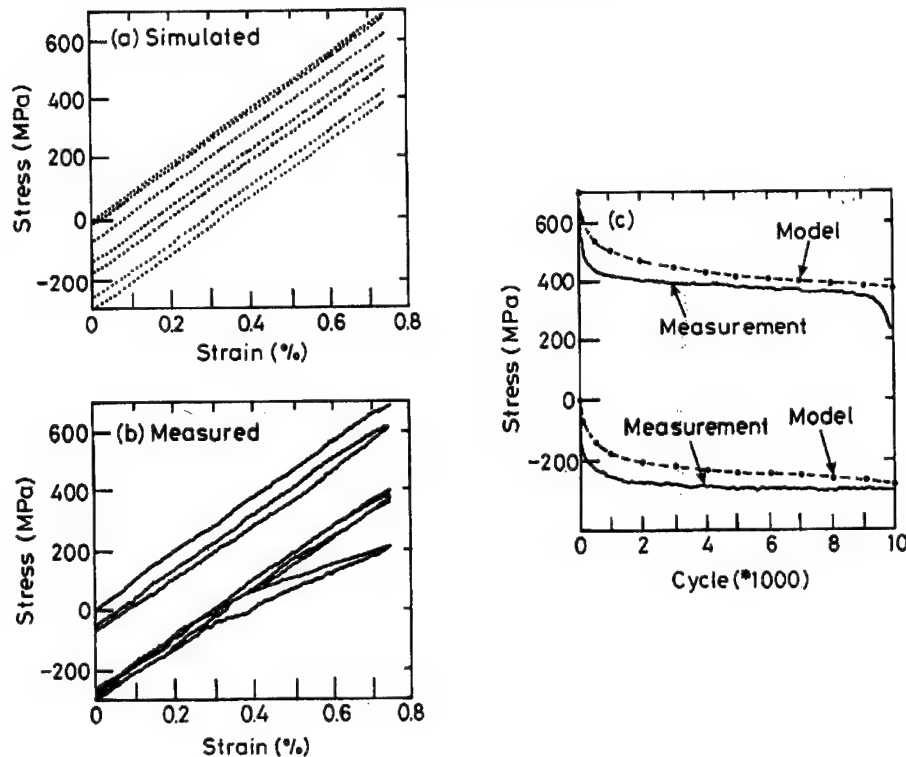 (a) Simulated
600
400
200
0
-200
Stress (MPa)
0
0.2
0.4
0.6
0.8
Strain (%)
(b) Measured
600
400
200
0
-200
Stress (MPa)
0
0.2
0.4
0.6
0.8
Strain (%)
(c)
Model
Measurement
Measurement
Model
600
400
200
0
-200
Stress (MPa)
0
2
4
6
8
10
Cycle (*1000)